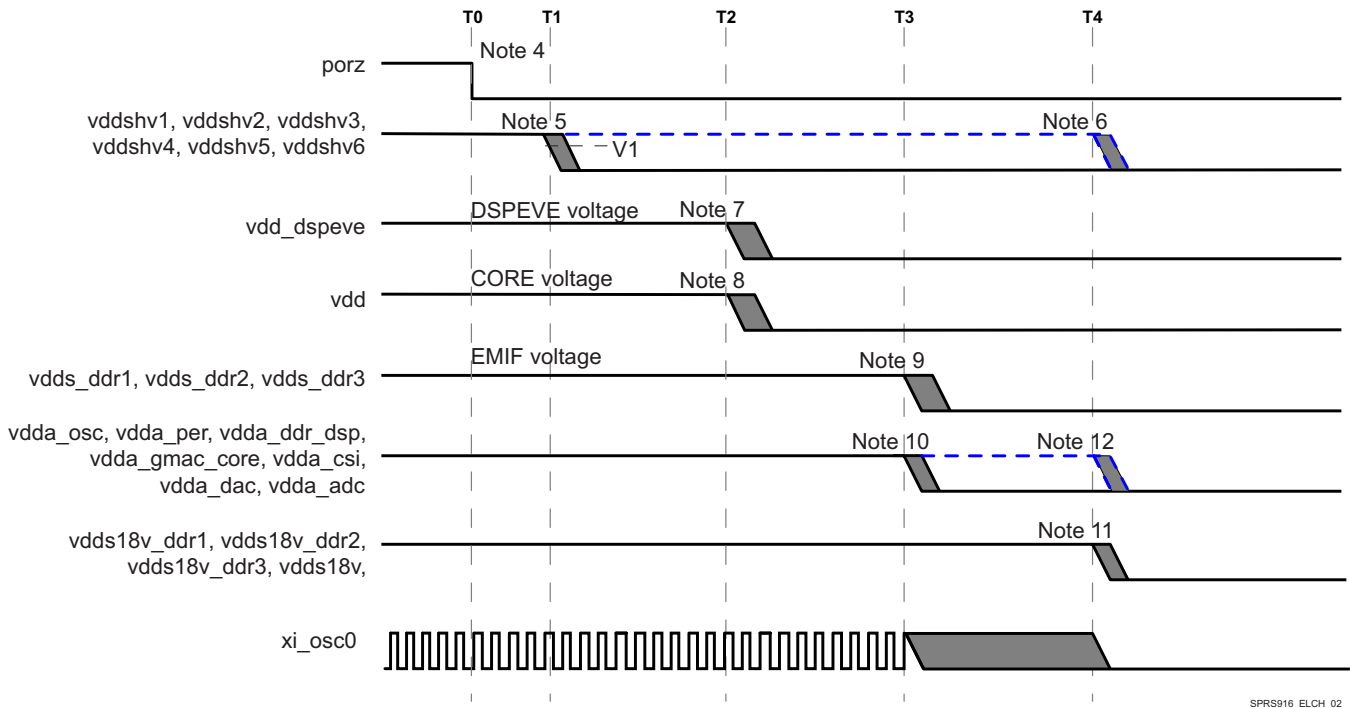 T0 T1 T2 T3 T4
Note 4
porz
vddshv1, vddshv2, vddshv3,
vddshv4, vddshv5, vddshv6
Note 5
Note 6
V1
DSPEVE voltage
Note 7
vdd_dspeve
CORE voltage
Note 8
vdd
EMIF voltage
Note 9
vdds_ddr1, vdds_ddr2, vdds_ddr3
vdda_osc, vdda_per, vdda_ddr_dsp,
vdda_gmac_core, vdda_csi,
vdda_dac, vdda_adc
Note 10
Note 12
Note 11
vdds18v_ddr1, vdds18v_ddr2,
vdds18v_ddr3, vdds18v,
xi_osc0
SPRS916_ELCH_02